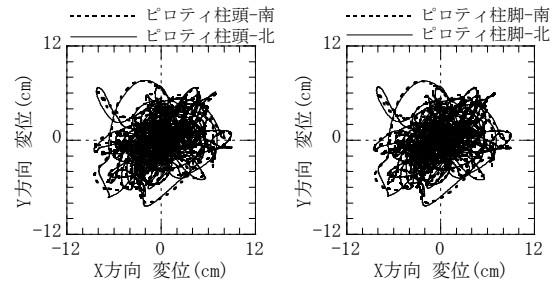 ピロティ柱頭-南
ピロティ柱頭-北
12
0
-12
Y方向 変位(cm)
-12
0
12
X方向 変位(cm)
ピロティ柱脚-南
ピロティ柱脚-北
12
0
-12
Y方向 変位(cm)
-12
0
12
X方向 変位(cm)